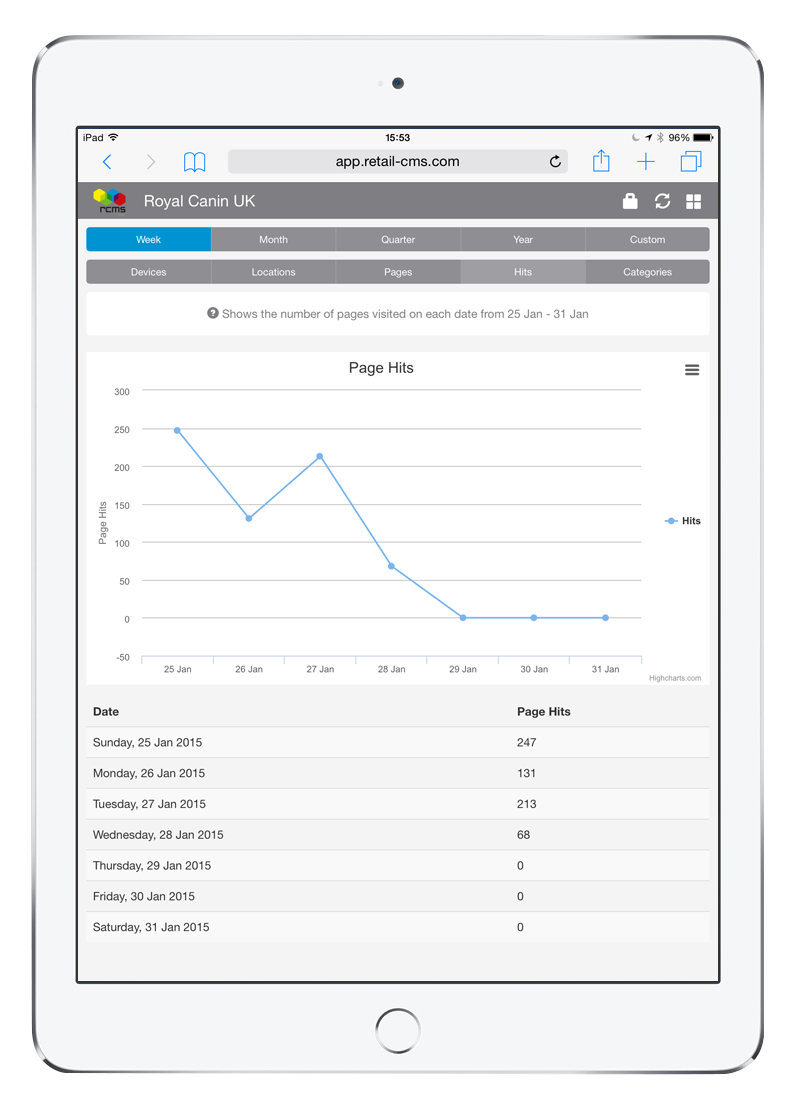 iPad 15:53 96%
app.retail-cms.com
rcms Royal Canin UK
Week Month Quarter Year Custom
Devices Locations Pages Hits Categories
? Shows the number of pages visited on each date from 25 Jan - 31 Jan
Page Hits
300
250
200
150
100
50
0
-50
Page Hits
Hits
25 Jan 26 Jan 27 Jan 28 Jan 29 Jan 30 Jan 31 Jan
Highcharts.com
Date Page Hits
Sunday, 25 Jan 2015 247
Monday, 26 Jan 2015 131
Tuesday, 27 Jan 2015 213
Wednesday, 28 Jan 2015 68
Thursday, 29 Jan 2015 0
Friday, 30 Jan 2015 0
Saturday, 31 Jan 2015 0